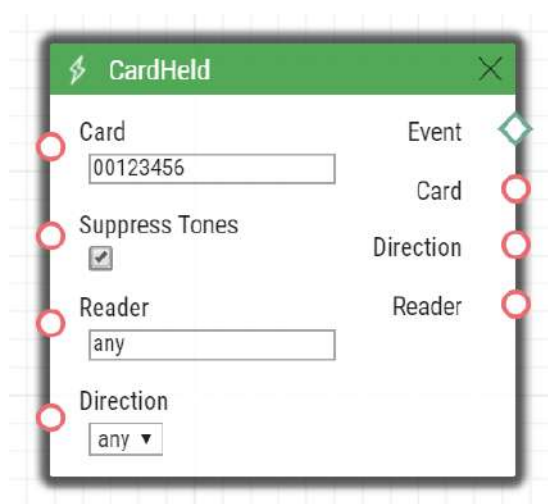 CardHeld
Card
00123456
Suppress Tones
Reader
any
Direction
any
Event
Card
Direction
Reader